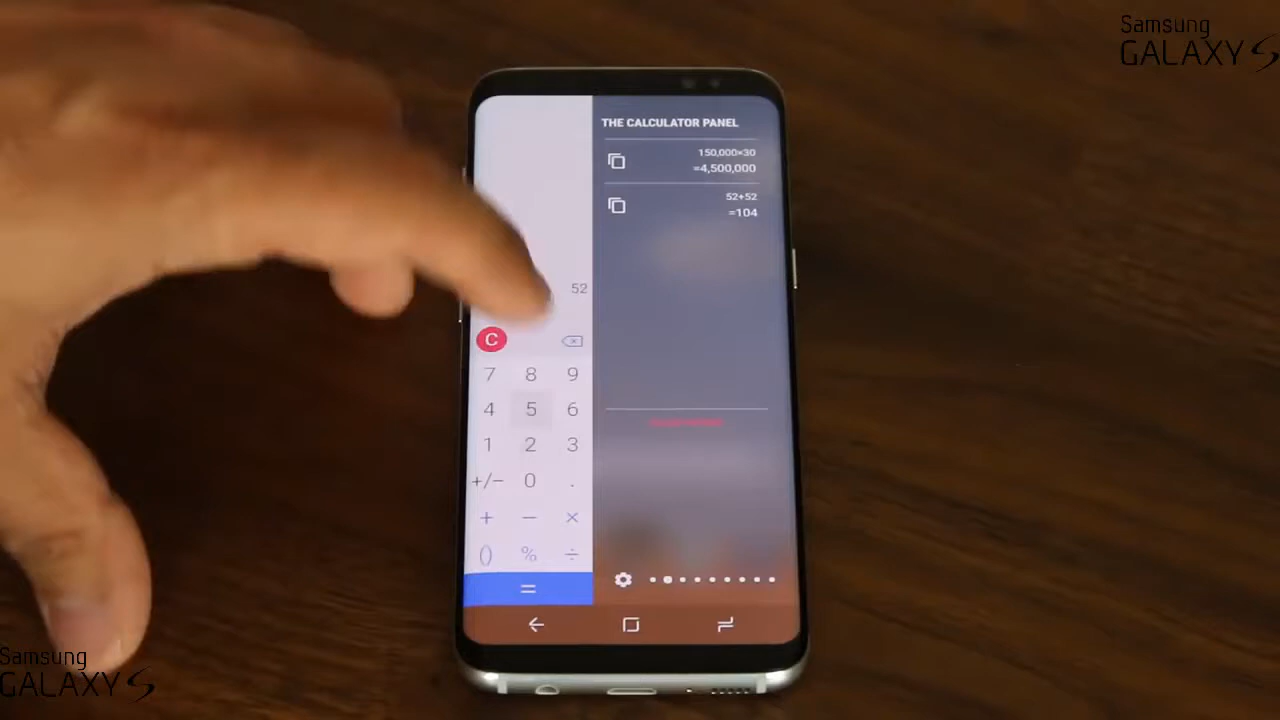 Samsung
GALAXY S
THE CALCULATOR PANEL
150,000×30
=4,500,000
52+52
=104
52
C
7 8 9
4 5 6
1 2 3
+/− 0 .
+ − ×
() % ÷
=
Samsung
GALAXY S